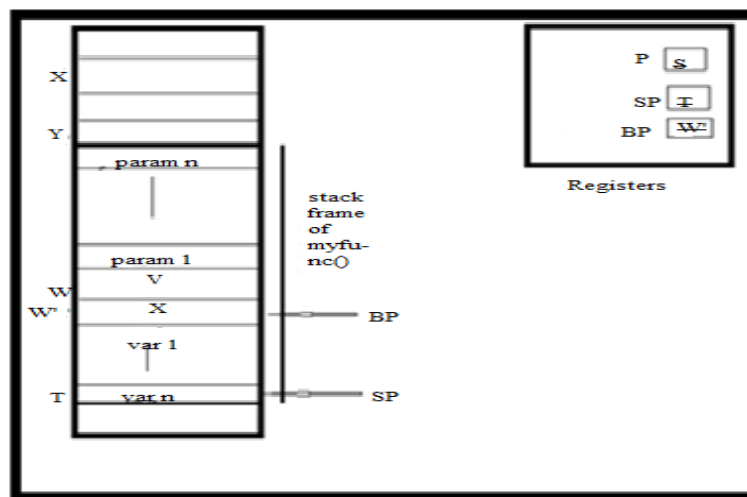 X
Y
param n
param 1
V
W
W'
X
var 1
T
var n
stack
frame
of
myfu-
nc()
BP
SP
P S
SP T
BP W'
Registers